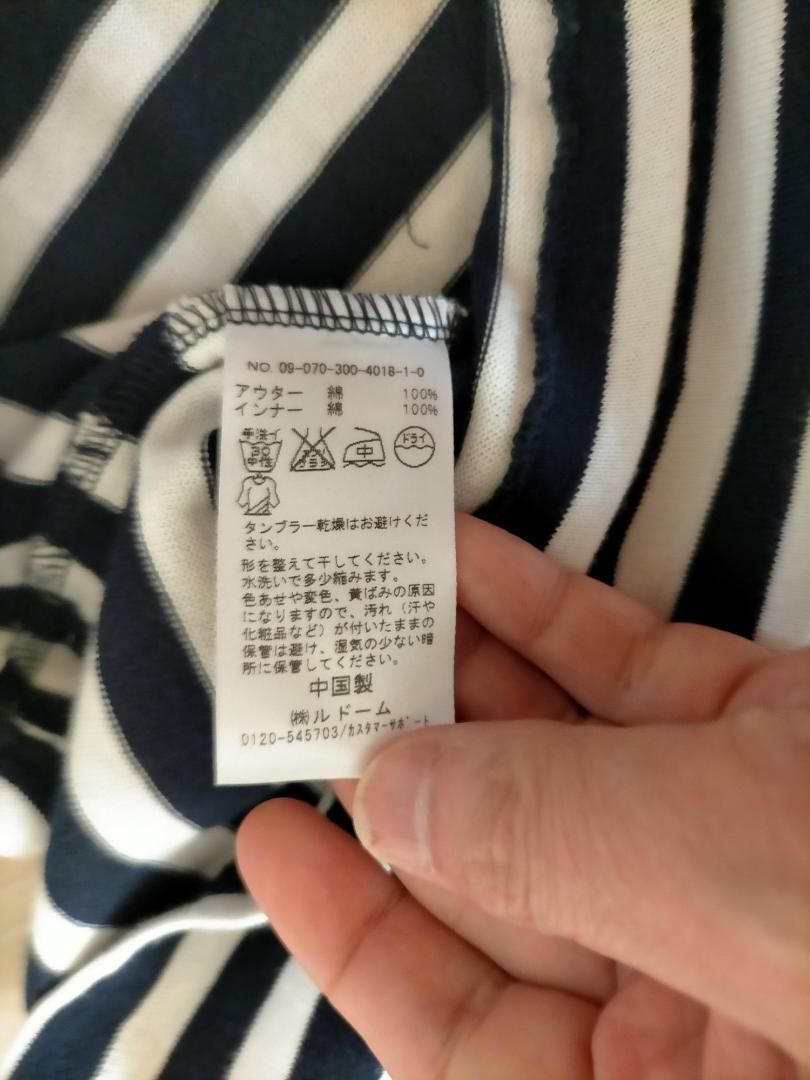 NO. 09-070-300-4018-1-0
アウター 綿 100%
インナー 綿 100%
手洗イ 30 中性
エンソ サラシ
中
ドライ
タンブラー乾燥はお避けくだ
さい。
形を整えて干してください。
水洗いで多少縮みます。
色あせや変色、黄ばみの原因
になりますので、汚れ（汗や
化粧品など）が付いたままの
保管は避け、湿気の少ない暗
所に保管してください。
中国製
㈱ルドーム
0120-545703/カスタマーサポート